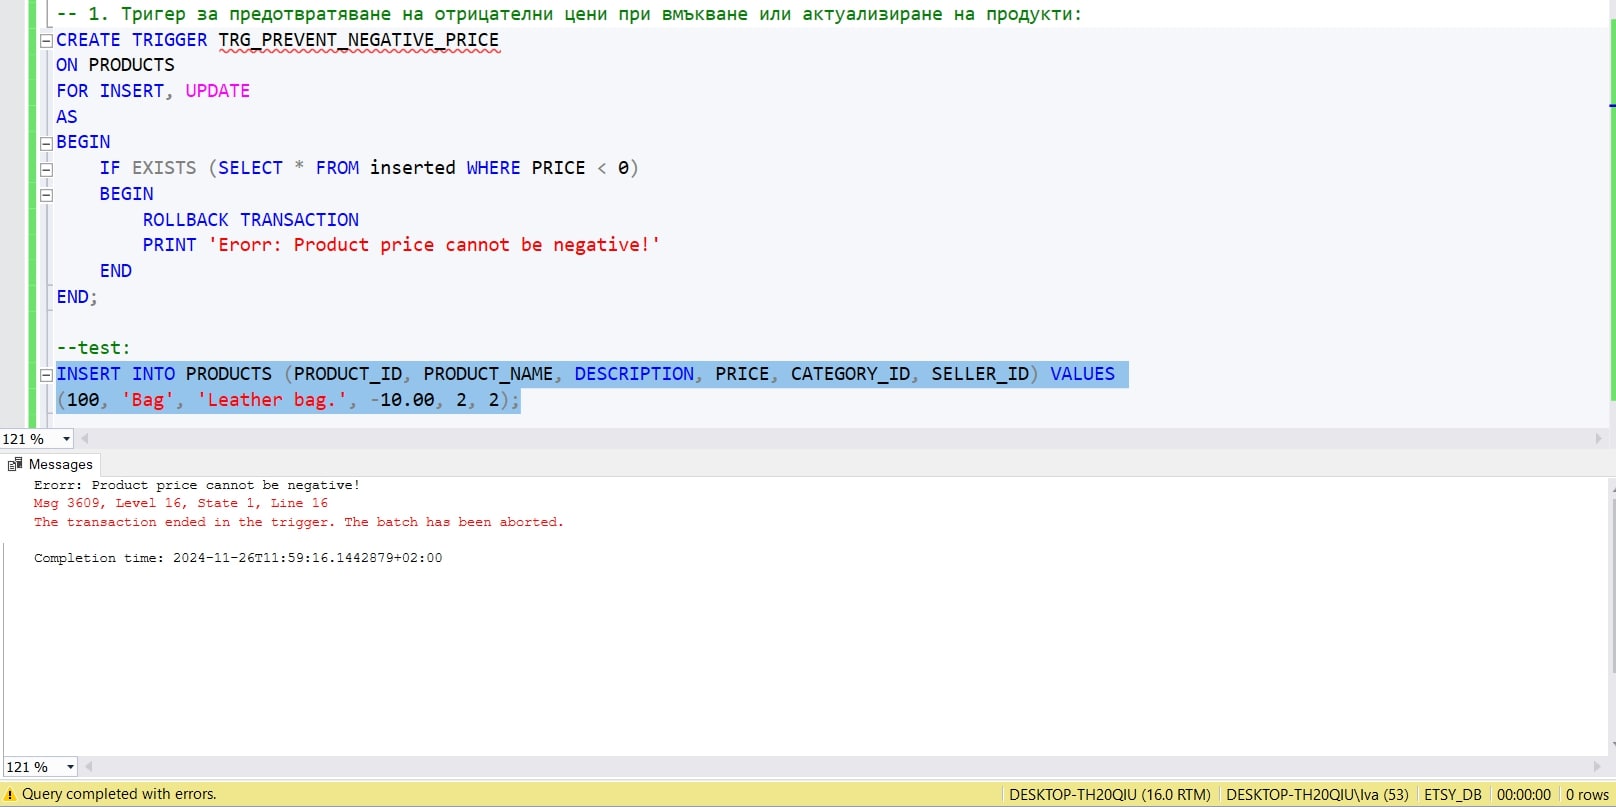 -- 1. Тригер за предотвратяване на отрицателни цени при вмъкване или актуализиране на продукти:
CREATE TRIGGER TRG_PREVENT_NEGATIVE_PRICE
ON PRODUCTS
FOR INSERT, UPDATE
AS
BEGIN
    IF EXISTS (SELECT * FROM inserted WHERE PRICE < 0)
    BEGIN
        ROLLBACK TRANSACTION
        PRINT 'Erorr: Product price cannot be negative!'
    END
END;
--test:
INSERT INTO PRODUCTS (PRODUCT_ID, PRODUCT_NAME, DESCRIPTION, PRICE, CATEGORY_ID, SELLER_ID) VALUES
(100, 'Bag', 'Leather bag.', -10.00, 2, 2);
121 %
Messages
Erorr: Product price cannot be negative!
Msg 3609, Level 16, State 1, Line 16
The transaction ended in the trigger. The batch has been aborted.
Completion time: 2024-11-26T11:59:16.1442879+02:00
121 %
Query completed with errors. DESKTOP-TH20QIU (16.0 RTM) DESKTOP-TH20QIU\Iva (53) ETSY_DB 00:00:00 0 rows